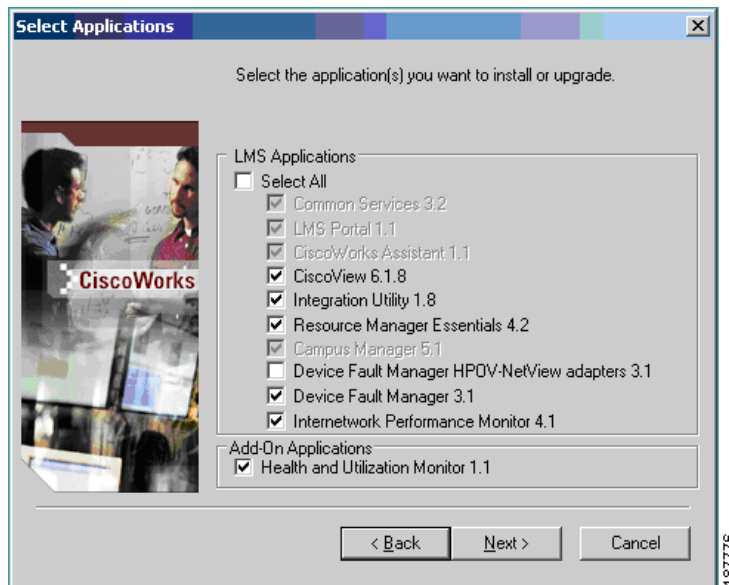 Select Applications
Select the application(s) you want to install or upgrade.
CiscoWorks
LMS Applications
Select All
Common Services 3.2
LMS Portal 1.1
CiscoWorks Assistant 1.1
CiscoView 6.1.8
Integration Utility 1.8
Resource Manager Essentials 4.2
Campus Manager 5.1
Device Fault Manager HPOV-NetView adapters 3.1
Device Fault Manager 3.1
Internetwork Performance Monitor 4.1
Add-On Applications
Health and Utilization Monitor 1.1
< Back
Next >
Cancel